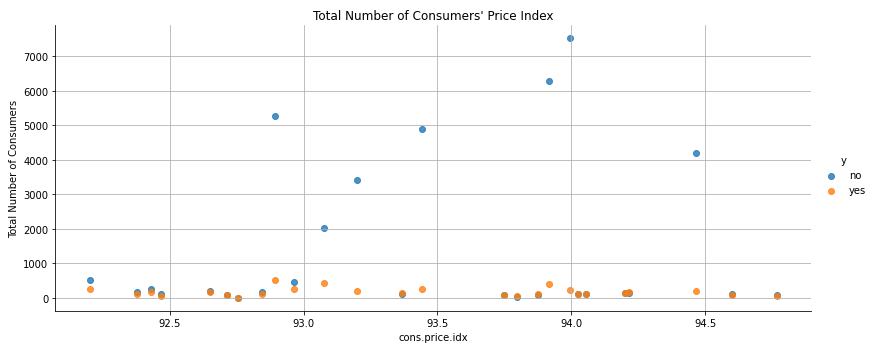 Total Number of Consumers' Price Index
7000
6000
5000
4000
3000
2000
1000
0
Total Number of Consumers
92.5 93.0 93.5 94.0 94.5
cons.price.idx
y
no
yes